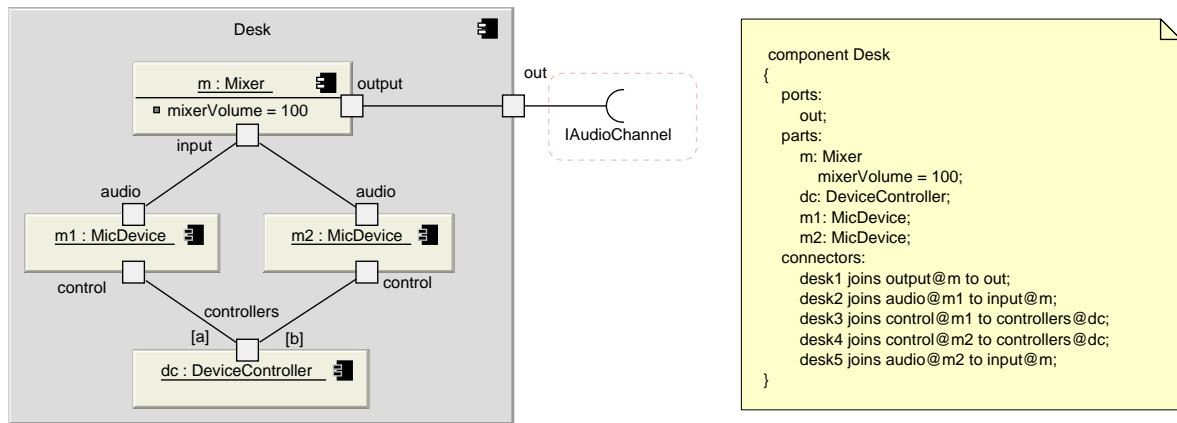 Desk
m : Mixer
mixerVolume = 100
output
out
IAudioChannel
input
audio
audio
m1 : MicDevice
m2 : MicDevice
control
control
controllers
[a]
[b]
dc : DeviceController
component Desk
{
ports:
out;
parts:
m: Mixer
mixerVolume = 100;
dc: DeviceController;
m1: MicDevice;
m2: MicDevice;
connectors:
desk1 joins output@m to out;
desk2 joins audio@m1 to input@m;
desk3 joins control@m1 to controllers@dc;
desk4 joins control@m2 to controllers@dc;
desk5 joins audio@m2 to input@m;
}